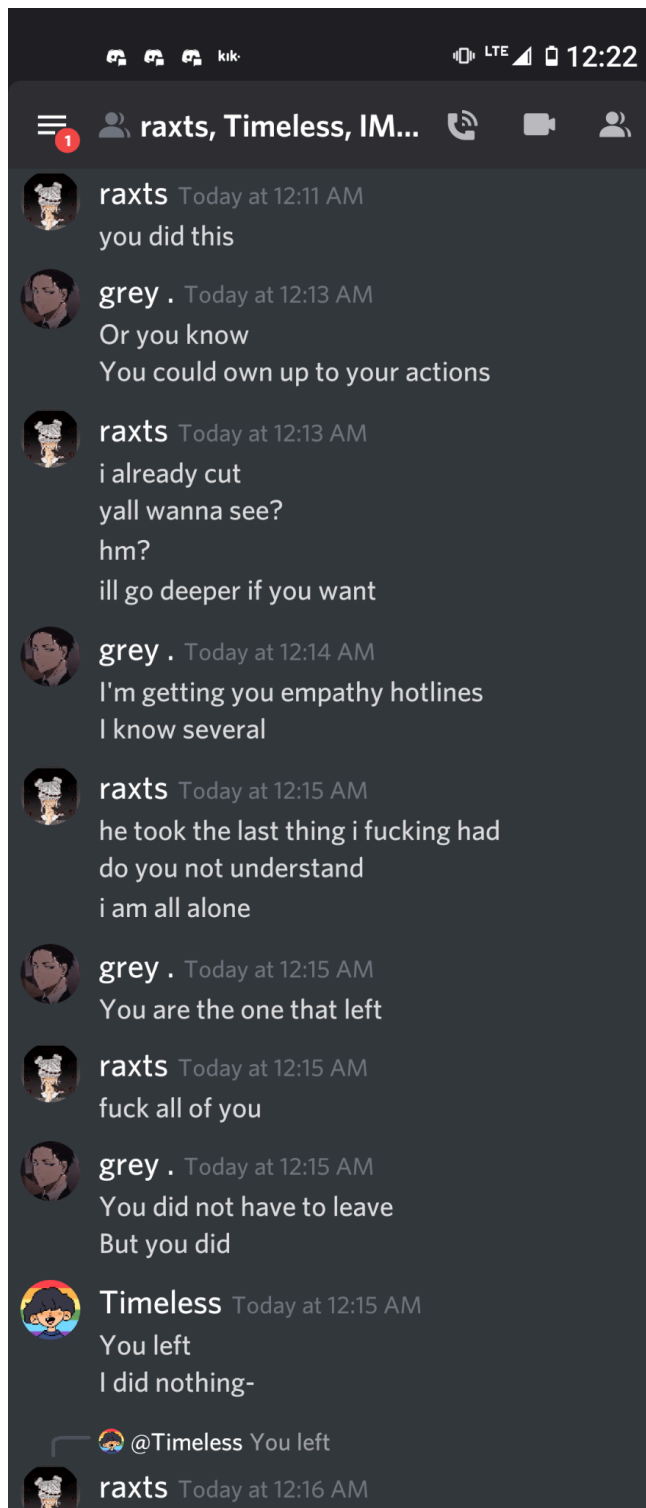 kik·
LTE
12:22
1
raxts, Timeless, IM...
raxts Today at 12:11 AM
you did this
grey . Today at 12:13 AM
Or you know
You could own up to your actions
raxts Today at 12:13 AM
i already cut
yall wanna see?
hm?
ill go deeper if you want
grey . Today at 12:14 AM
I'm getting you empathy hotlines
I know several
raxts Today at 12:15 AM
he took the last thing i fucking had
do you not understand
i am all alone
grey . Today at 12:15 AM
You are the one that left
raxts Today at 12:15 AM
fuck all of you
grey . Today at 12:15 AM
You did not have to leave
But you did
Timeless Today at 12:15 AM
You left
I did nothing-
@Timeless You left
raxts Today at 12:16 AM